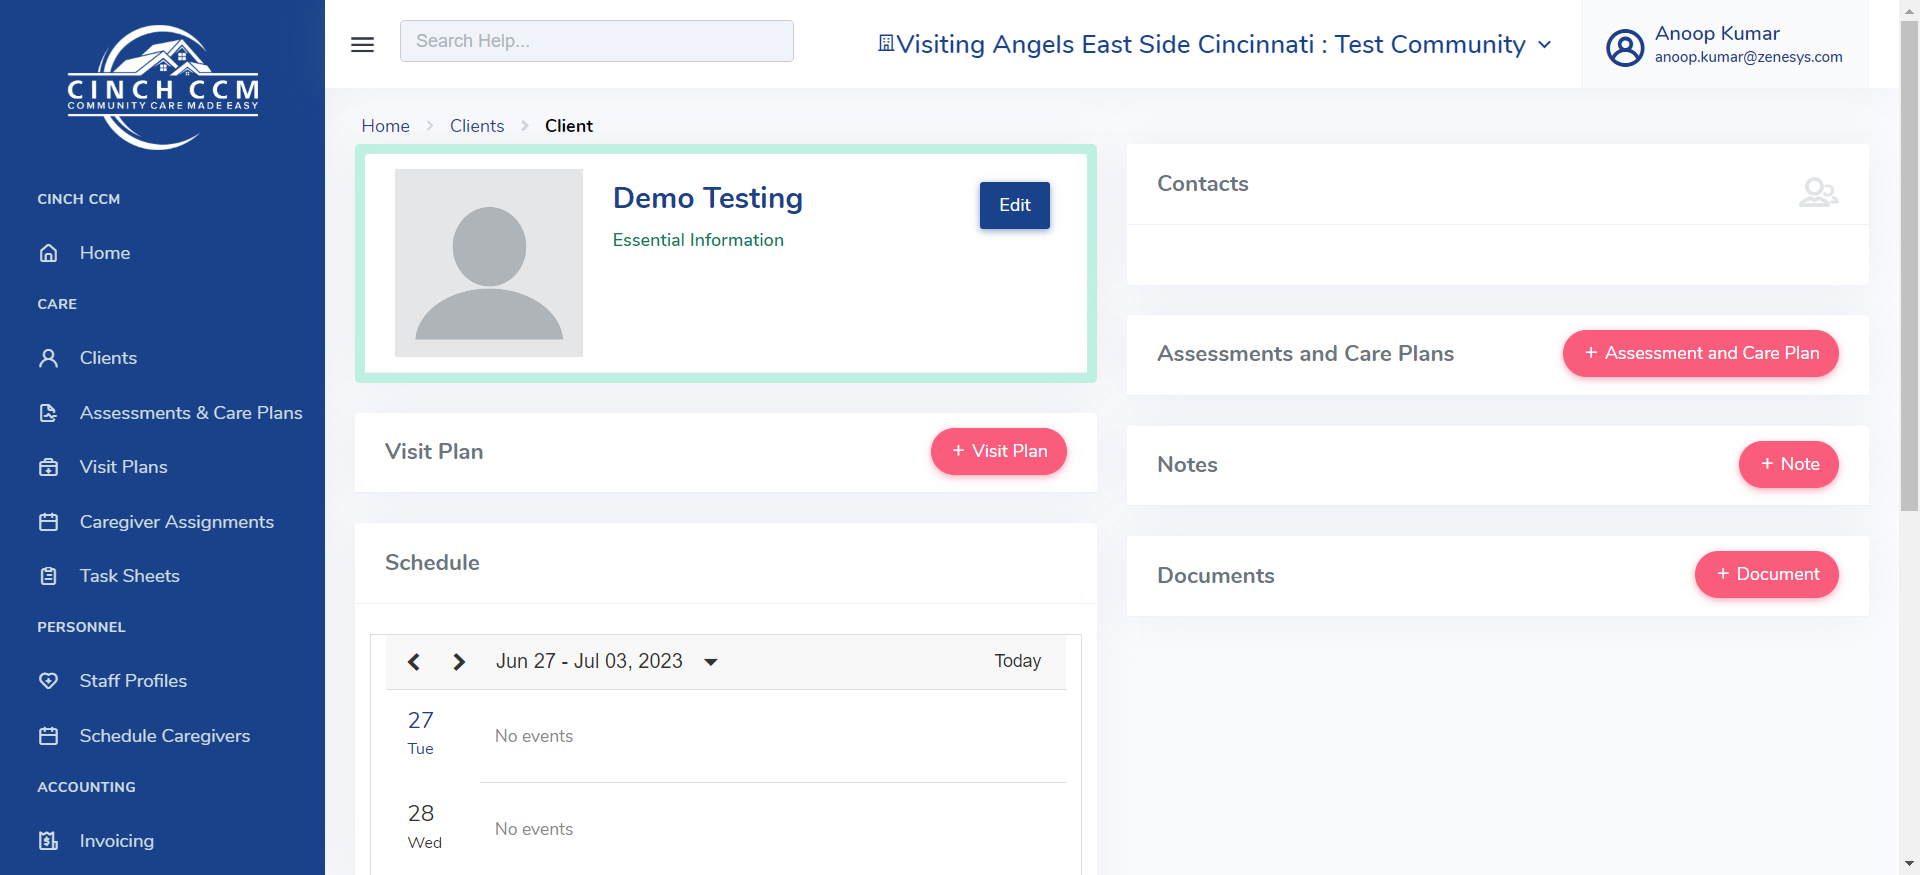 CINCH CCM
COMMUNITY CARE MADE EASY
CINCH CCM
Home
CARE
Clients
Assessments & Care Plans
Visit Plans
Caregiver Assignments
Task Sheets
PERSONNEL
Staff Profiles
Schedule Caregivers
ACCOUNTING
Invoicing
Search Help...
Visiting Angels East Side Cincinnati : Test Community
Anoop Kumar
anoop.kumar@zenesys.com
Home > Clients > Client
Demo Testing
Essential Information
Edit
Visit Plan
+ Visit Plan
Schedule
Jun 27 - Jul 03, 2023
Today
27
Tue
No events
28
Wed
No events
Contacts
Assessments and Care Plans
+ Assessment and Care Plan
Notes
+ Note
Documents
+ Document